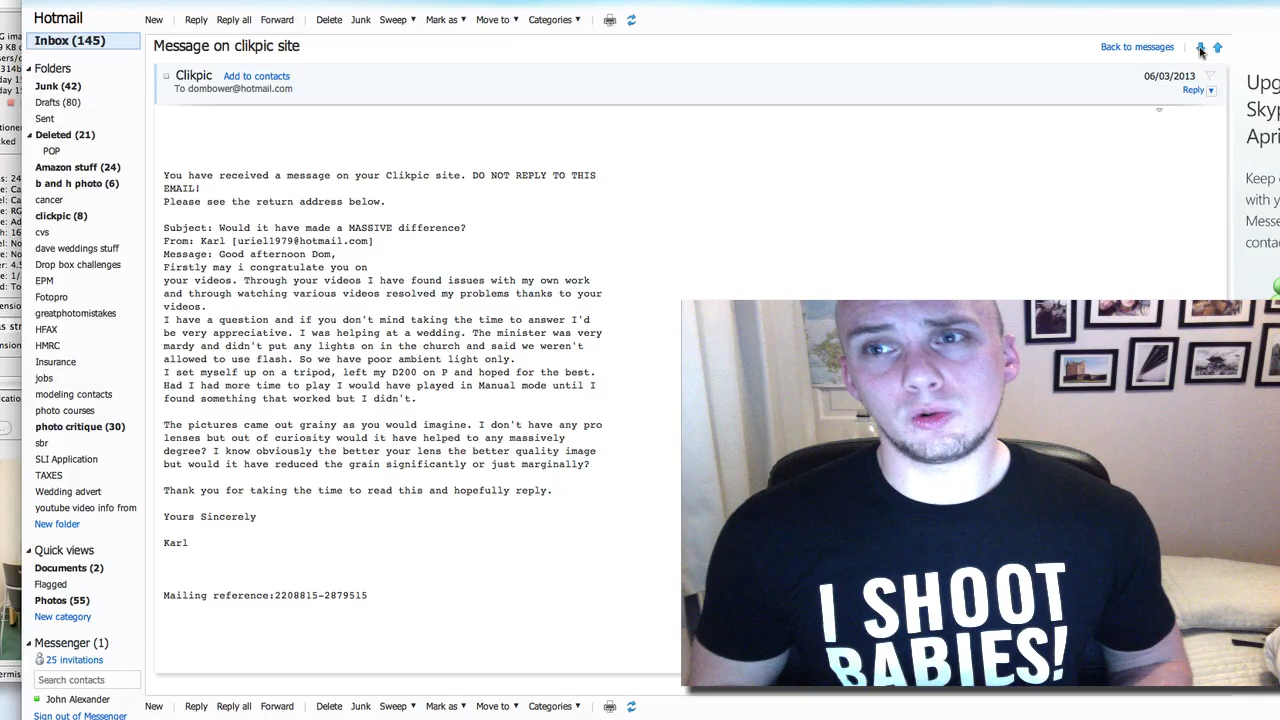 Hotmail
New
Reply
Reply all
Forward
Delete
Junk
Sweep
Mark as
Move to
Categories
Inbox (145)
Folders
Junk (42)
Drafts (80)
Sent
Deleted (21)
POP
Amazon stuff (24)
b and h photo (6)
cancer
clickpic (8)
cvs
dave weddings stuff
Drop box challenges
EPM
Fotopro
greatphotomistakes
HFAX
HMRC
Insurance
jobs
modeling contacts
photo courses
photo critique (30)
sbr
SLI Application
TAXES
Wedding advert
youtube video info from
New folder
Quick views
Documents (2)
Flagged
Photos (55)
New category
Messenger (1)
25 invitations
Search contacts
John Alexander
Sign out of Messenger
Message on clikpic site
Back to messages
Clikpic Add to contacts
To dombower@hotmail.com
06/03/2013
Reply
You have received a message on your Clikpic site. DO NOT REPLY TO THIS
EMAIL!
Please see the return address below.
Subject: Would it have made a MASSIVE difference?
From: Karl [uriel1979@hotmail.com]
Message: Good afternoon Dom,
Firstly may i congratulate you on
your videos. Through your videos I have found issues with my own work
and through watching various videos resolved my problems thanks to your
videos.
I have a question and if you don't mind taking the time to answer I'd
be very appreciative. I was helping at a wedding. The minister was very
mardy and didn't put any lights on in the church and said we weren't
allowed to use flash. So we have poor ambient light only.
I set myself up on a tripod, left my D200 on P and hoped for the best.
Had I had more time to play I would have played in Manual mode until I
found something that worked but I didn't.
The pictures came out grainy as you would imagine. I don't have any pro
lenses but out of curiosity would it have helped to any massively
degree? I know obviously the better your lens the better quality image
but would it have reduced the grain significantly or just marginally?
Thank you for taking the time to read this and hopefully reply.
Yours Sincerely
Karl
Mailing reference:2208815-2879515
New
Reply
Reply all
Forward
Delete
Junk
Sweep
Mark as
Move to
Categories
Upg
Sky
Apri
Keep
with y
Messe
conta
I SHOOT
BABIES!